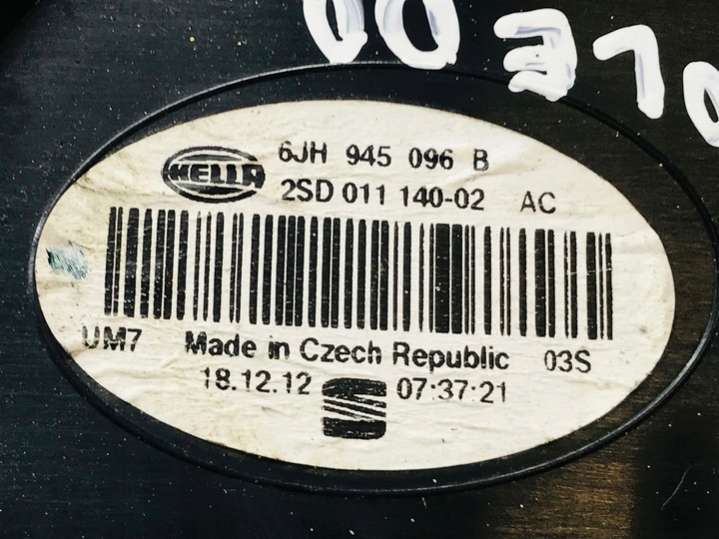 HELLA
6JH 945 096 B
2SD 011 140-02 AC
UM7 Made in Czech Republic 03S
18.12.12 07:37:21